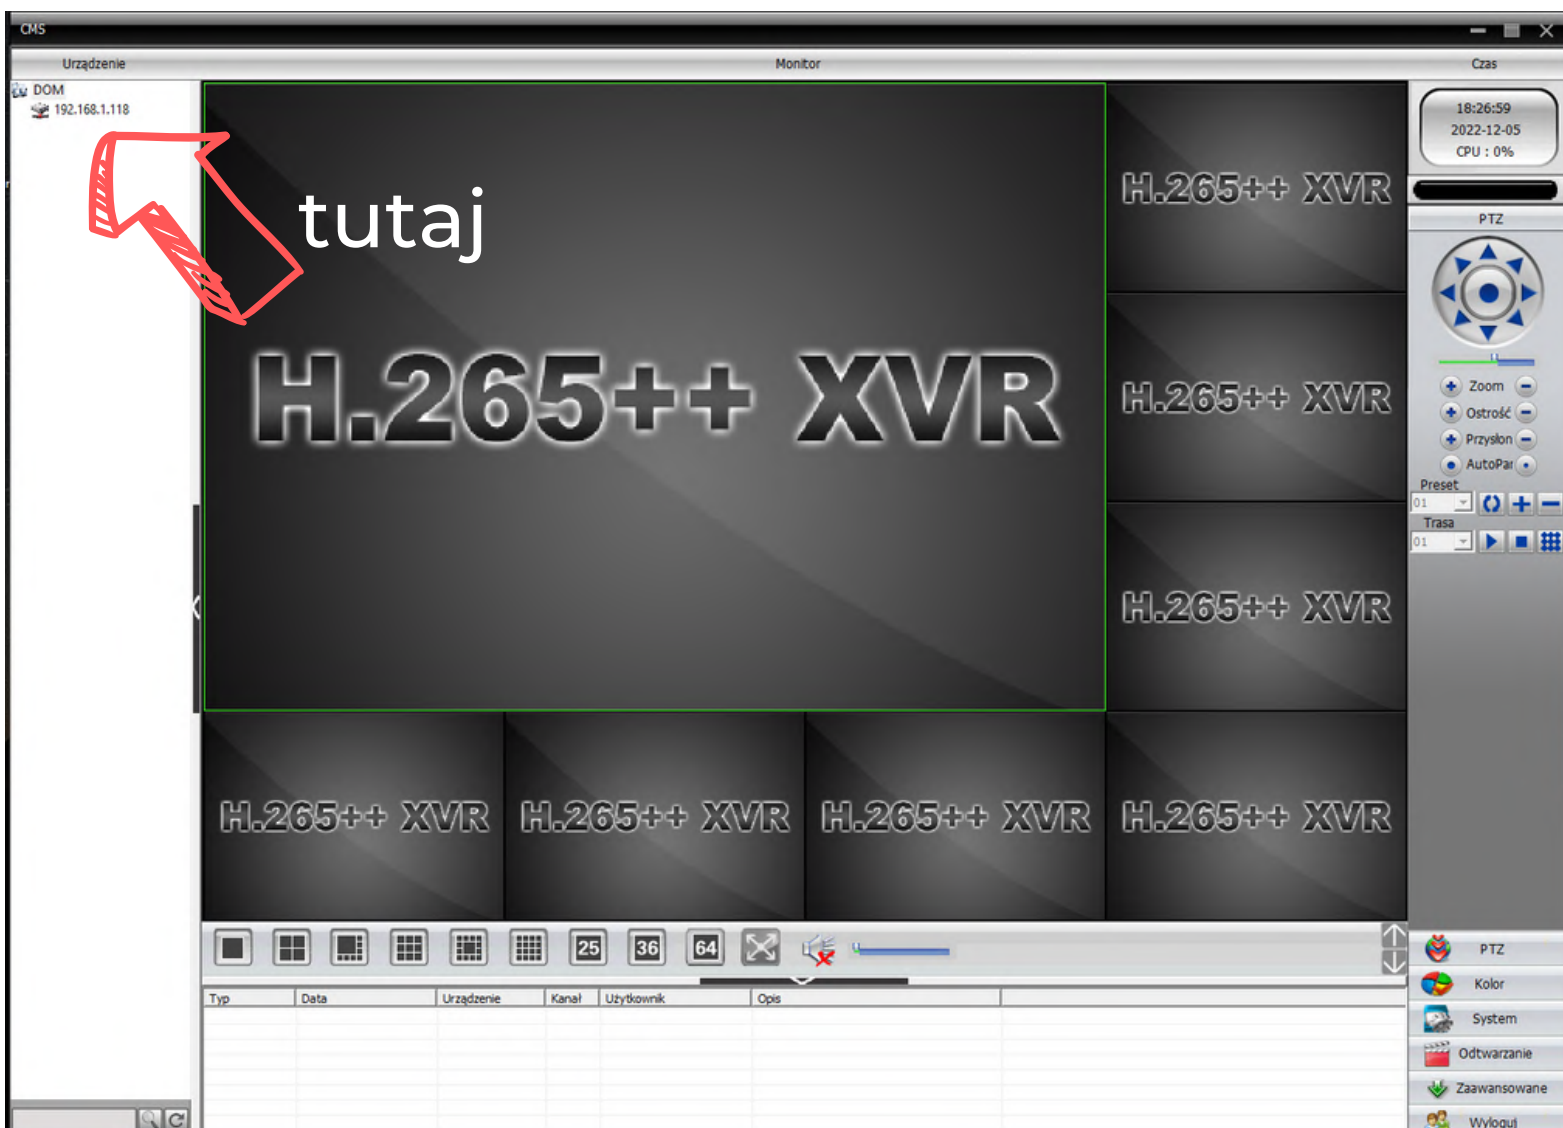 CMS
Urządzenie
Monitor
Czas
DOM
192.168.1.118
tutaj
H.265++ XVR
H.265++ XVR
H.265++ XVR
H.265++ XVR
H.265++ XVR
H.265++ XVR
H.265++ XVR
H.265++ XVR
18:26:59
2022-12-05
CPU : 0%
PTZ
Zoom
Ostrość
Przysłon
AutoPar
Preset
01
Trasa
01
25
36
64
Typ
Data
Urządzenie
Kanał
Użytkownik
Opis
PTZ
Kolor
System
Odtwarzanie
Zaawansowane
Wyloguj